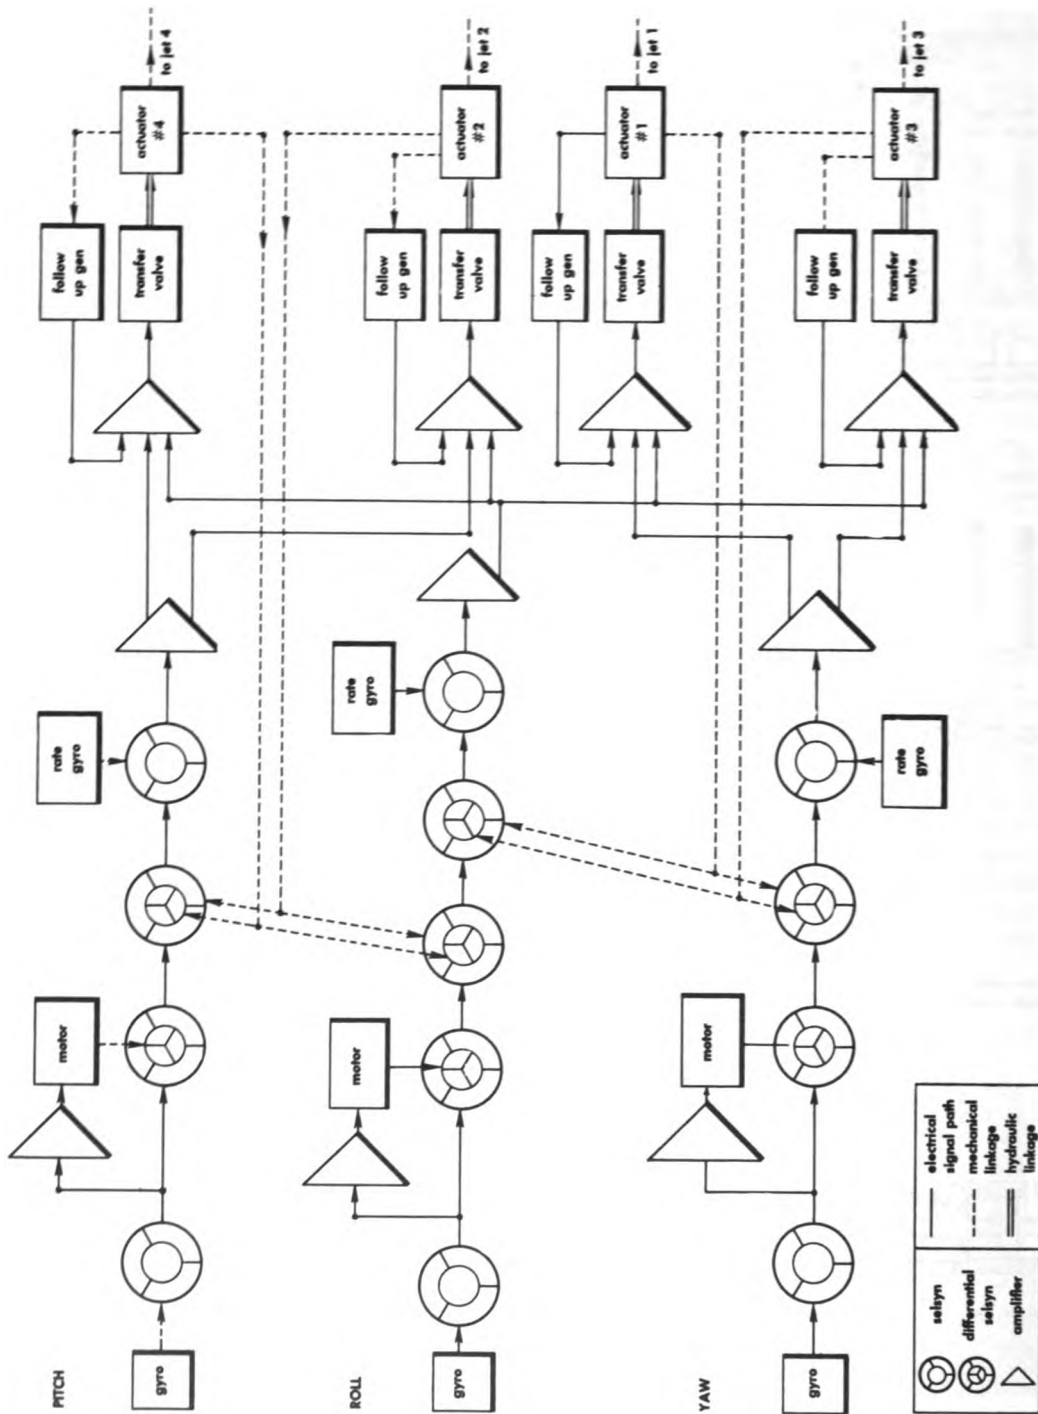 PITCH
gyro
motor
rate
gyro
follow
up gen
transfer
valve
actuator
#4
to jet 4
ROLL
gyro
motor
rate
gyro
follow
up gen
transfer
valve
actuator
#2
to jet 2
follow
up gen
transfer
valve
actuator
#1
to jet 1
YAW
gyro
motor
rate
gyro
follow
up gen
transfer
valve
actuator
#3
to jet 3
selsyn
differential
selsyn
amplifier
electrical
signal path
mechanical
linkage
hydraulic
linkage